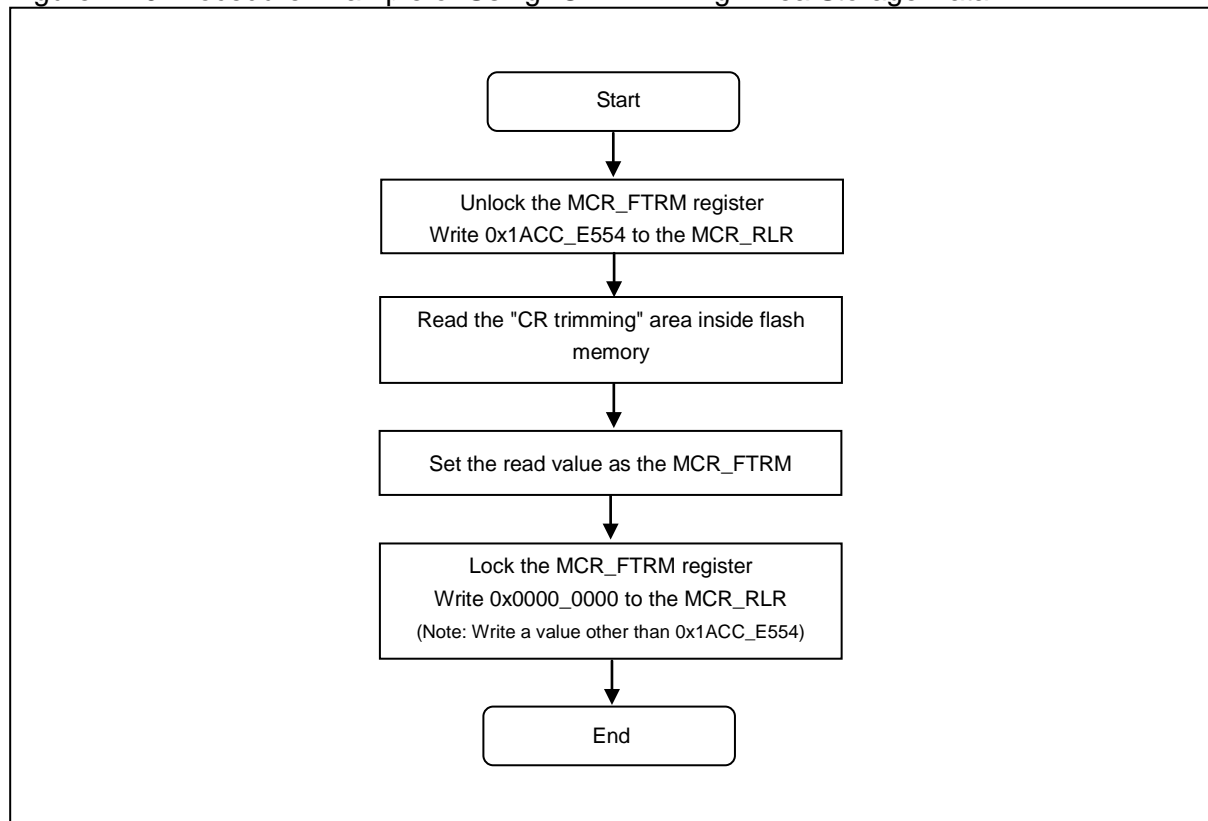 Start
Unlock the MCR_FTRM register
Write 0x1ACC_E554 to the MCR_RLR
Read the "CR trimming" area inside flash
memory
Set the read value as the MCR_FTRM
Lock the MCR_FTRM register
Write 0x0000_0000 to the MCR_RLR
(Note: Write a value other than 0x1ACC_E554)
End